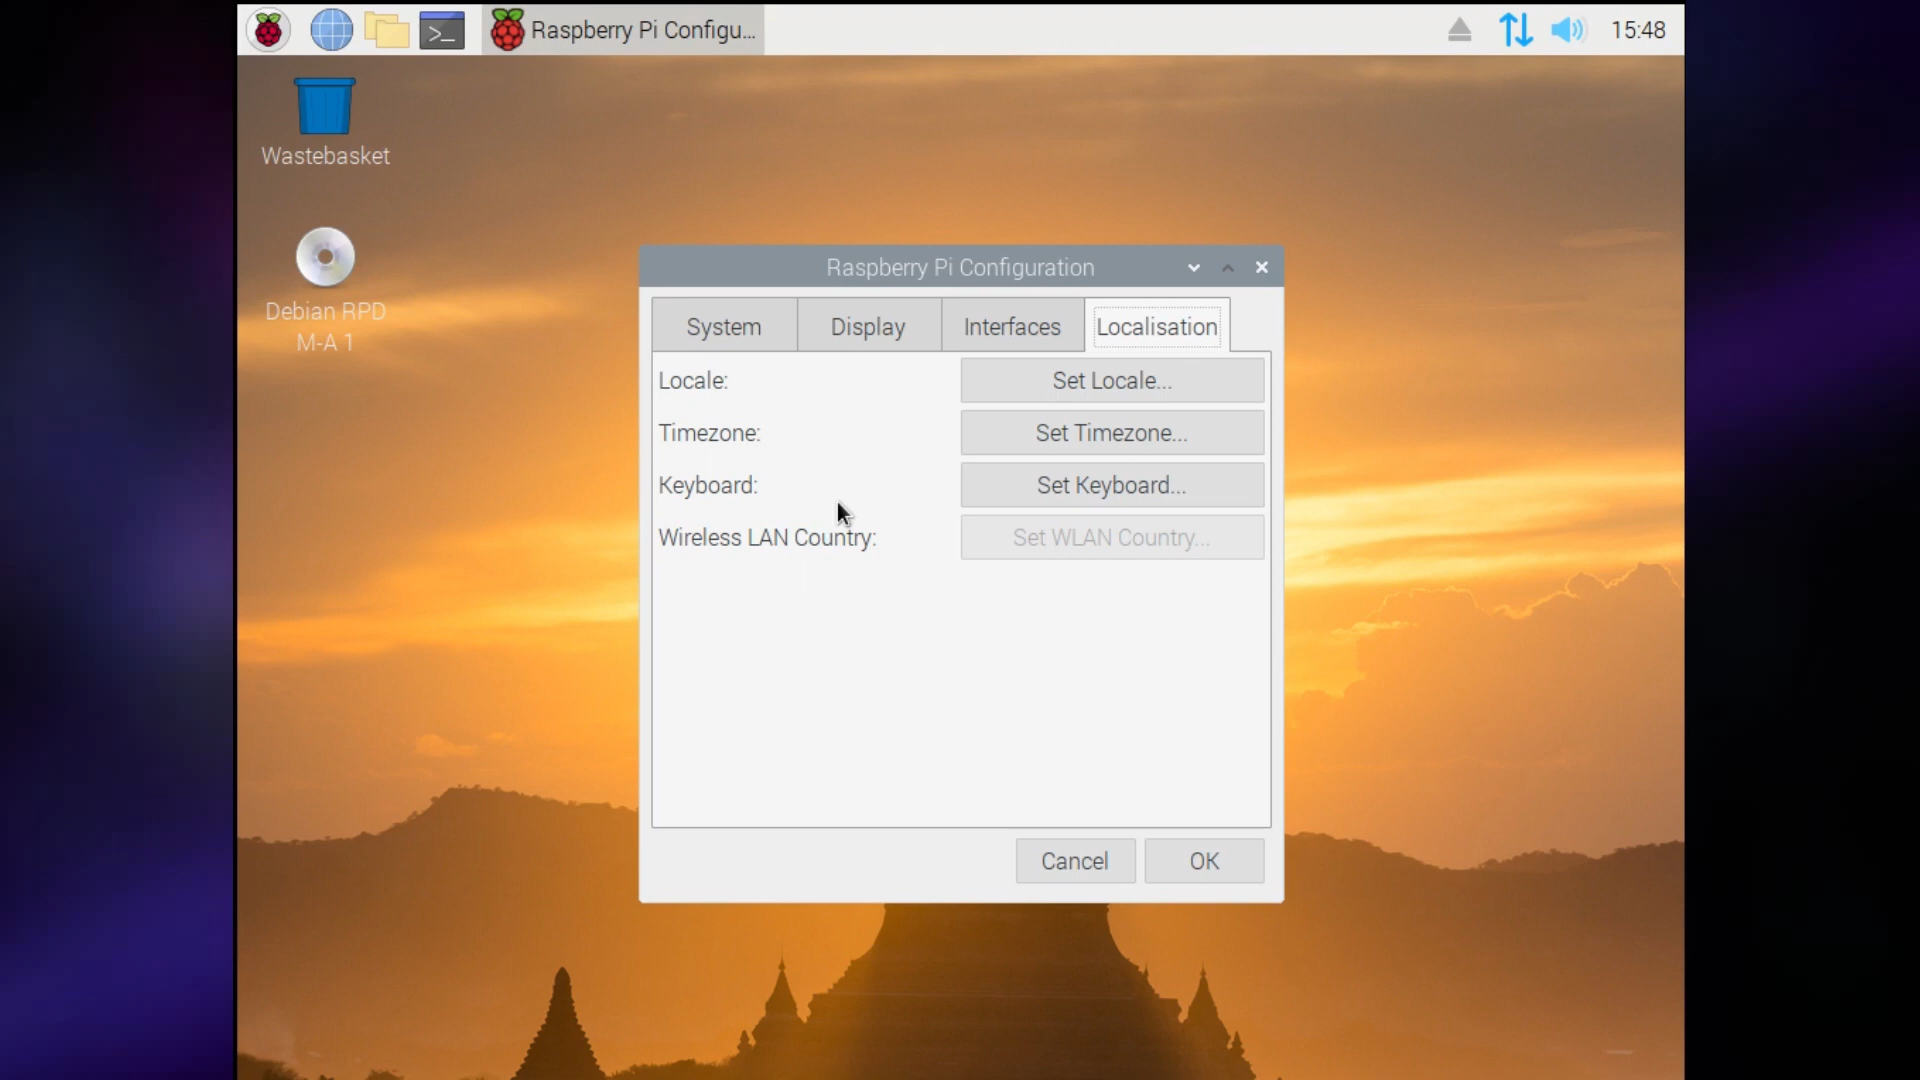 Raspberry Pi Configu...
15:48
Wastebasket
Debian RPD
M-A 1
Raspberry Pi Configuration
System
Display
Interfaces
Localisation
Locale:
Set Locale...
Timezone:
Set Timezone...
Keyboard:
Set Keyboard...
Wireless LAN Country:
Set WLAN Country...
Cancel
OK